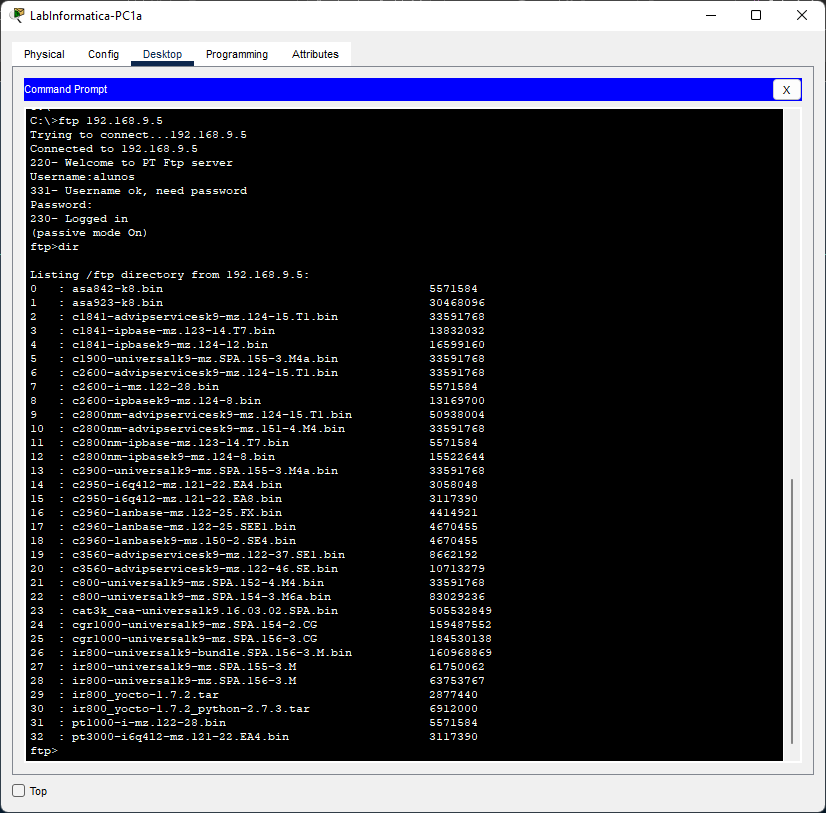 LabInformatica-PC1a
Physical Config Desktop Programming Attributes
Command Prompt X
C:\>ftp 192.168.9.5
Trying to connect...192.168.9.5
Connected to 192.168.9.5
220- Welcome to PT Ftp server
Username:alunos
331- Username ok, need password
Password:
230- Logged in
(passive mode On)
ftp>dir
Listing /ftp directory from 192.168.9.5:
0 : asa842-k8.bin 5571584
1 : asa923-k8.bin 30468096
2 : c1841-advipservicesk9-mz.124-15.T1.bin 33591768
3 : c1841-ipbase-mz.123-14.T7.bin 13832032
4 : c1841-ipbasek9-mz.124-12.bin 16599160
5 : c1900-universalk9-mz.SPA.155-3.M4a.bin 33591768
6 : c2600-advipservicesk9-mz.124-15.T1.bin 33591768
7 : c2600-i-mz.122-28.bin 5571584
8 : c2600-ipbasek9-mz.124-8.bin 13169700
9 : c2800nm-advipservicesk9-mz.124-15.T1.bin 50938004
10 : c2800nm-advipservicesk9-mz.151-4.M4.bin 33591768
11 : c2800nm-ipbase-mz.123-14.T7.bin 5571584
12 : c2800nm-ipbasek9-mz.124-8.bin 15522644
13 : c2900-universalk9-mz.SPA.155-3.M4a.bin 33591768
14 : c2950-i6q4l2-mz.121-22.EA4.bin 3058048
15 : c2950-i6q4l2-mz.121-22.EA8.bin 3117390
16 : c2960-lanbase-mz.122-25.FX.bin 4414921
17 : c2960-lanbase-mz.122-25.SEE1.bin 4670455
18 : c2960-lanbasek9-mz.150-2.SE4.bin 4670455
19 : c3560-advipservicesk9-mz.122-37.SE1.bin 8662192
20 : c3560-advipservicesk9-mz.122-46.SE.bin 10713279
21 : c800-universalk9-mz.SPA.152-4.M4.bin 33591768
22 : c800-universalk9-mz.SPA.154-3.M6a.bin 83029236
23 : cat3k_caa-universalk9.16.03.02.SPA.bin 505532849
24 : cgr1000-universalk9-mz.SPA.154-2.CG 159487552
25 : cgr1000-universalk9-mz.SPA.156-3.CG 184530138
26 : ir800-universalk9-bundle.SPA.156-3.M.bin 160968869
27 : ir800-universalk9-mz.SPA.155-3.M 61750062
28 : ir800-universalk9-mz.SPA.156-3.M 63753767
29 : ir800_yocto-1.7.2.tar 2877440
30 : ir800_yocto-1.7.2_python-2.7.3.tar 6912000
31 : pt1000-i-mz.122-28.bin 5571584
32 : pt3000-i6q4l2-mz.121-22.EA4.bin 3117390
ftp>
Top